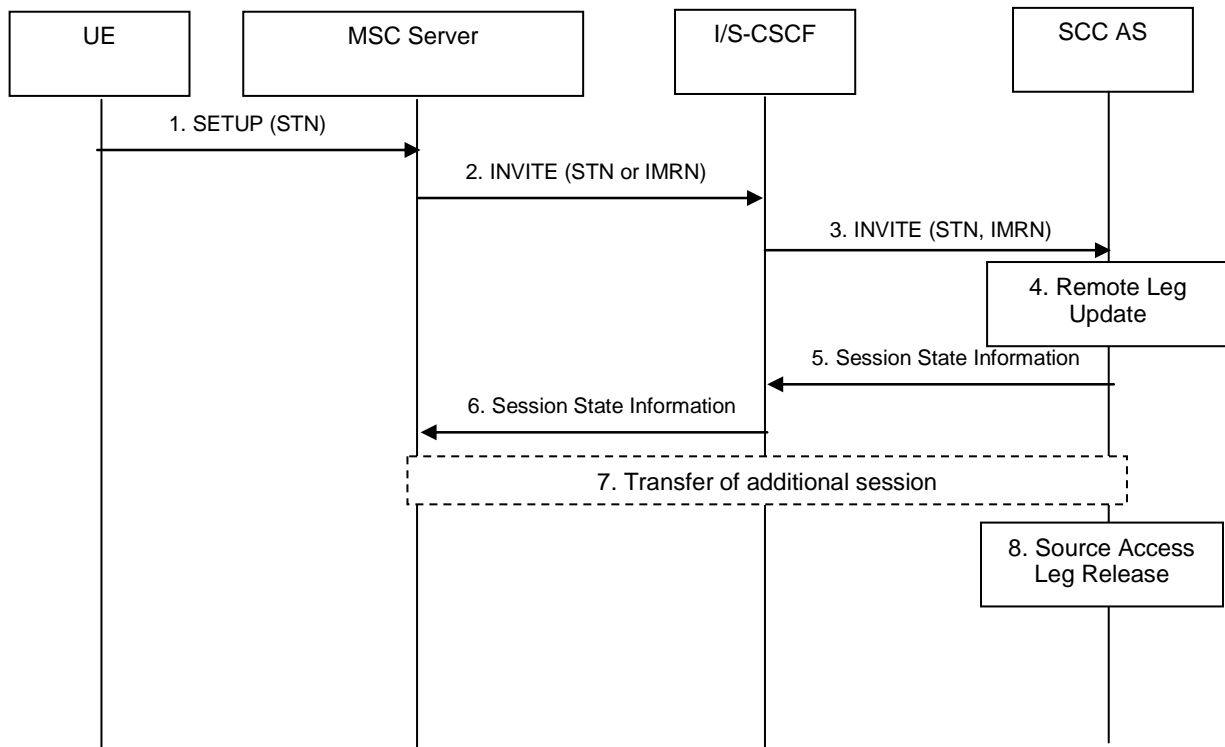 UE
MSC Server
I/S-CSCF
SCC AS
1. SETUP (STN)
2. INVITE (STN or IMRN)
3. INVITE (STN, IMRN)
4. Remote Leg
Update
5. Session State Information
6. Session State Information
7. Transfer of additional session
8. Source Access
Leg Release